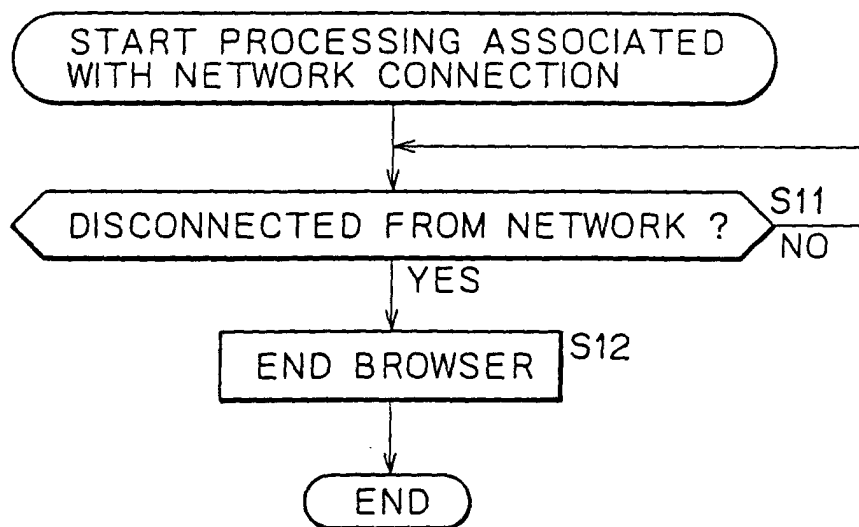 START PROCESSING ASSOCIATED
WITH NETWORK CONNECTION
DISCONNECTED FROM NETWORK ?
S11
NO
YES
END BROWSER
S12
END